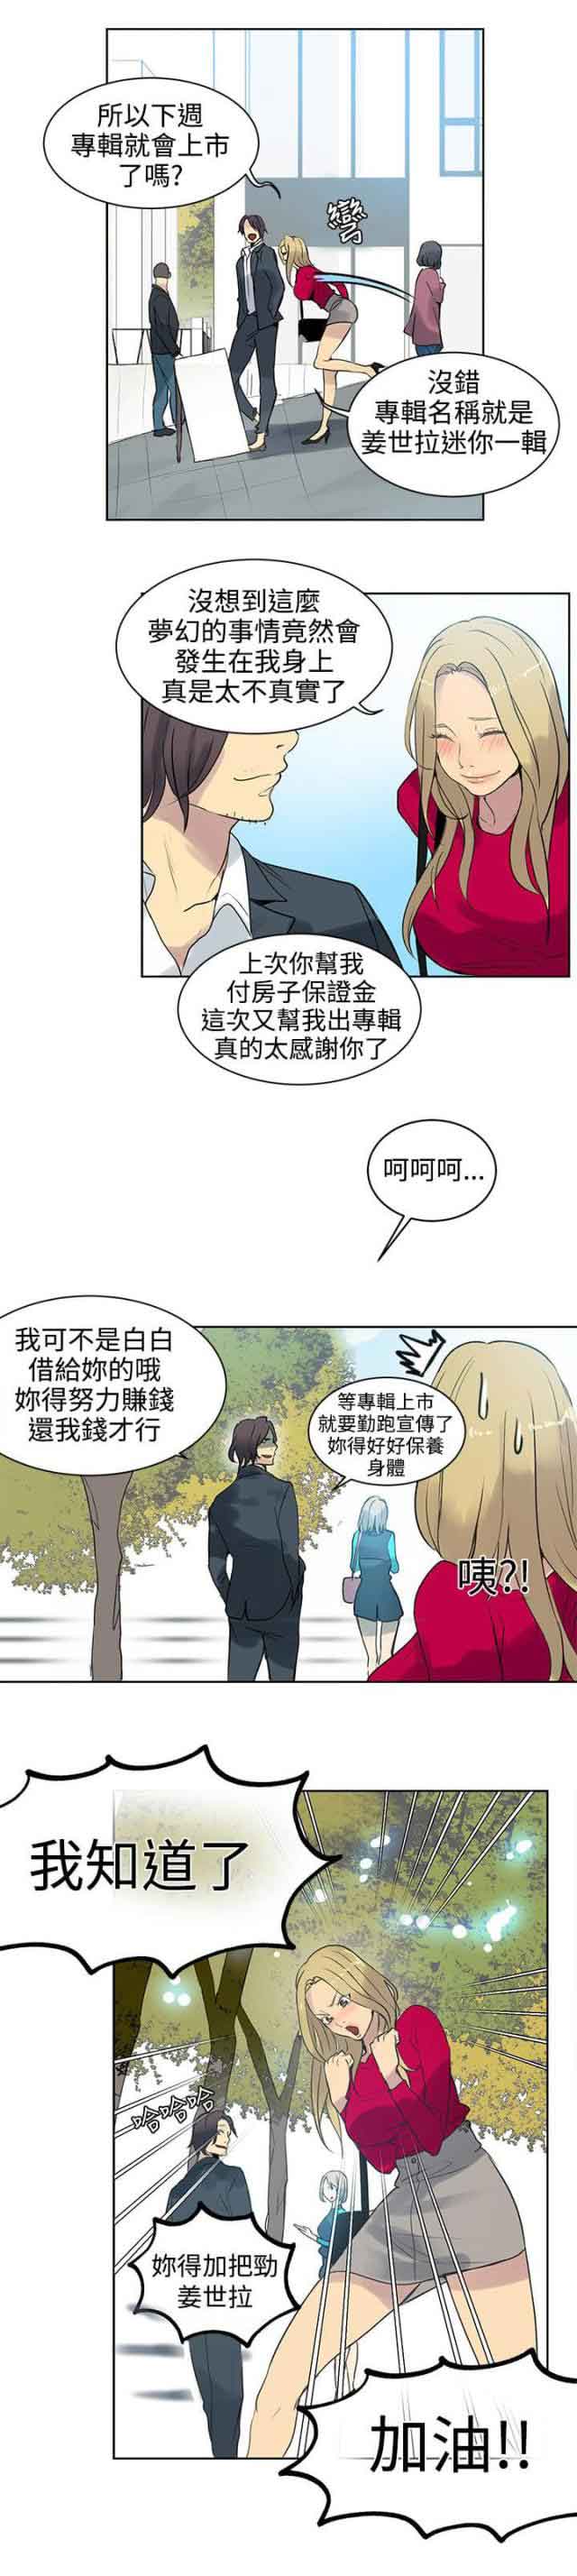 所以下週
專輯就會上市
了嗎?
彎
沒錯
專輯名稱就是
姜世拉迷你一輯
沒想到這麼
夢幻的事情竟然會
發生在我身上
真是太不真實了
上次你幫我
付房子保證金
這次又幫我出專輯
真的太感謝你了
呵呵呵...
我可不是白白
借給妳的哦
妳得努力賺錢
還我錢才行
等專輯上市
就要勤跑宣傳了
妳得好好保養
身體
咦?!
我知道了
哈哈哈
妳得加把勁
姜世拉
加油!!